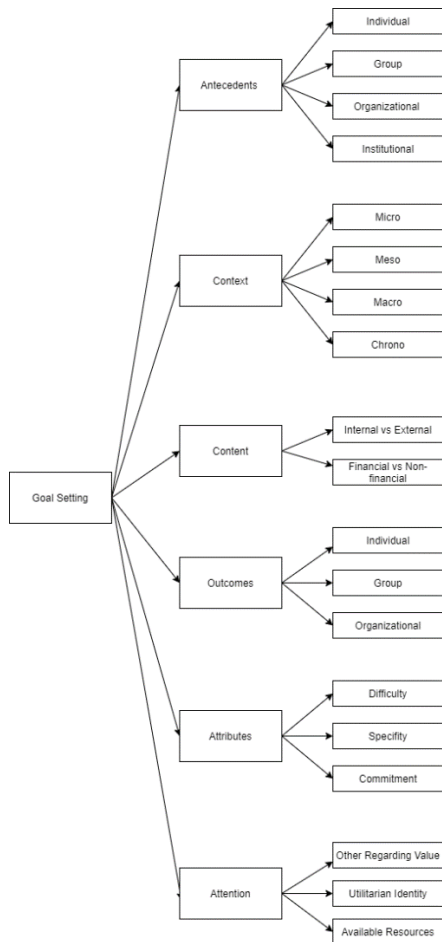 Goal Setting
Antecedents
Individual
Group
Organizational
Institutional
Context
Micro
Meso
Macro
Chrono
Content
Internal vs External
Financial vs Non-
financial
Outcomes
Individual
Group
Organizational
Attributes
Difficulty
Specifity
Commitment
Attention
Other Regarding Value
Utilitarian Identity
Available Resources